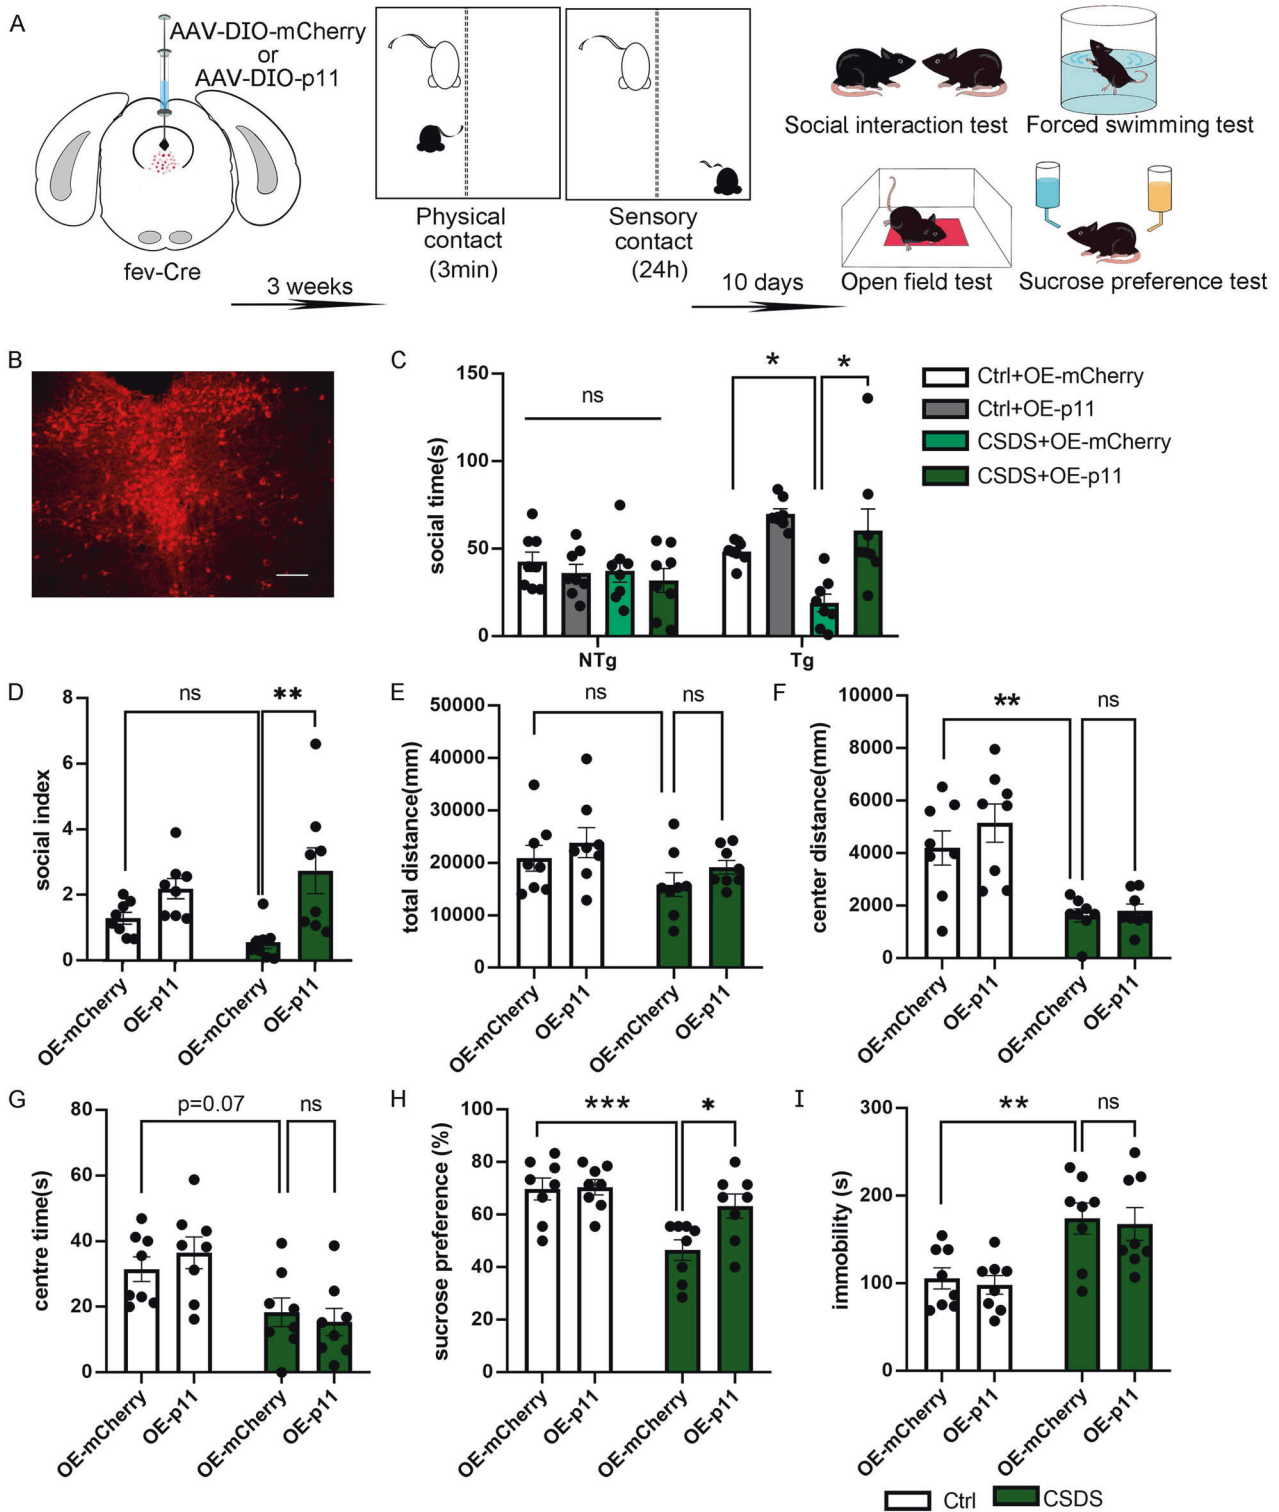 A
AAV-DIO-mCherry
or
AAV-DIO-p11
fev-Cre
3 weeks
Physical
contact
(3min)
Sensory
contact
(24h)
10 days
Social interaction test
Forced swimming test
Open field test
Sucrose preference test
B
C
social time(s)
150
100
50
0
ns
*
*
NTg
Tg
Ctrl+OE-mCherry
Ctrl+OE-p11
CSDS+OE-mCherry
CSDS+OE-p11
D
social index
8
6
4
2
0
ns
**
OE-mCherry
OE-p11
OE-mCherry
OE-p11
E
total distance(mm)
50000
40000
30000
20000
10000
0
ns
ns
OE-mCherry
OE-p11
OE-mCherry
OE-p11
F
center distance(mm)
10000
8000
6000
4000
2000
0
**
ns
OE-mCherry
OE-p11
OE-mCherry
OE-p11
G
centre time(s)
80
60
40
20
0
p=0.07
ns
OE-mCherry
OE-p11
OE-mCherry
OE-p11
H
sucrose preference (%)
100
80
60
40
20
0
***
*
OE-mCherry
OE-p11
OE-mCherry
OE-p11
I
immobility (s)
300
200
100
0
**
ns
OE-mCherry
OE-p11
OE-mCherry
OE-p11
Ctrl
CSDS